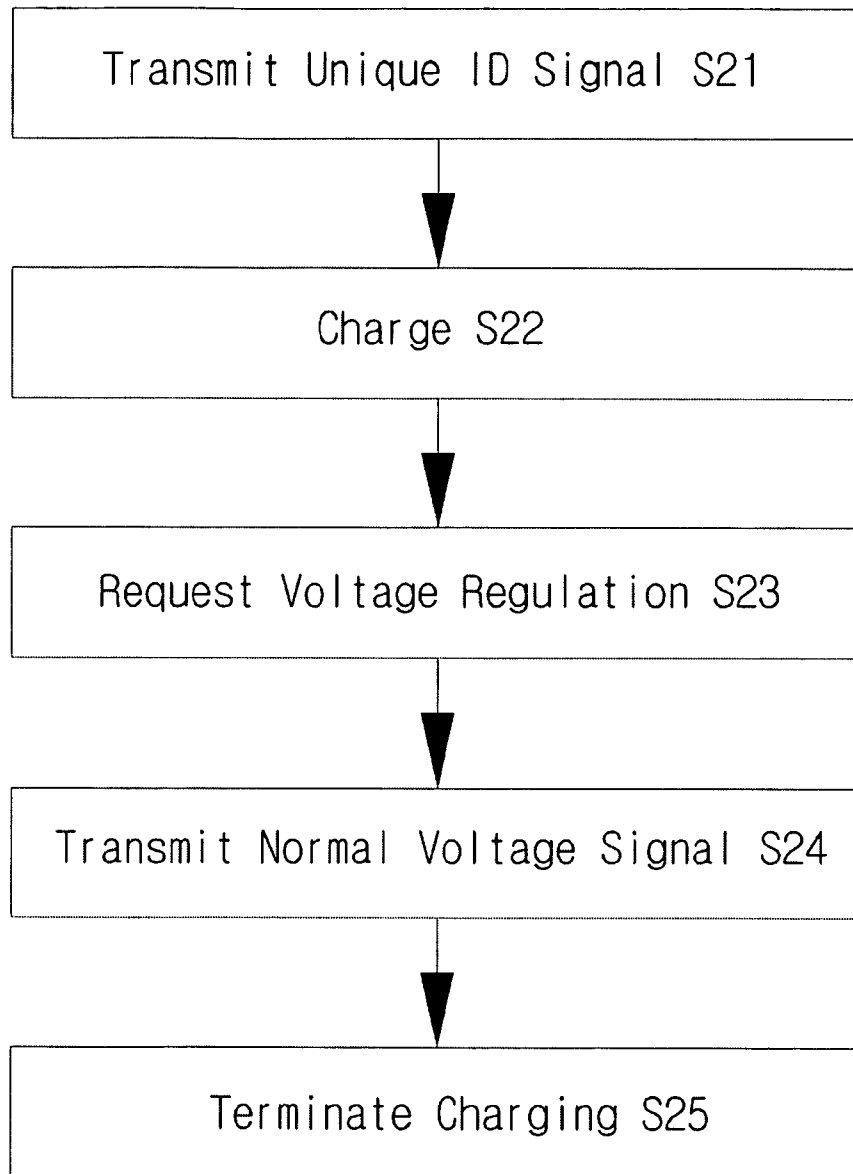 Transmit Unique ID Signal S21
Charge S22
Request Voltage Regulation S23
Transmit Normal Voltage Signal S24
Terminate Charging S25